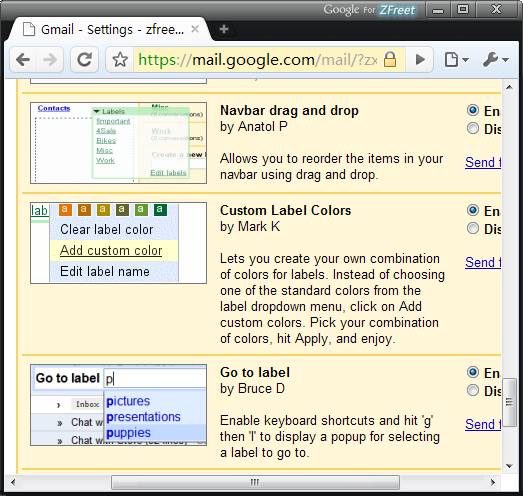 Google For ZFreet
Gmail - Settings - zfree...
https://mail.google.com/mail/?zx
Contacts
Labels
!Important
4Sale
Bikes
Misc
Work
Misc
Work
Create a new l
Edit labels
Navbar drag and drop
by Anatol P
Allows you to reorder the items in your
navbar using drag and drop.
Ena
Dis
Send f
lab
a a a a a a
Clear label color
Add custom color
Edit label name
Custom Label Colors
by Mark K
Lets you create your own combination
of colors for labels. Instead of choosing
one of the standard colors from the
label dropdown menu, click on Add
custom colors. Pick your combination
of colors, hit Apply, and enjoy.
Ena
Dis
Send f
Go to label p
Inbox
pictures
» presentations
» Chat with puppies
Go to label
by Bruce D
Enable keyboard shortcuts and hit 'g'
then 'l' to display a popup for selecting
a label to go to.
Ena
Dis
Send f